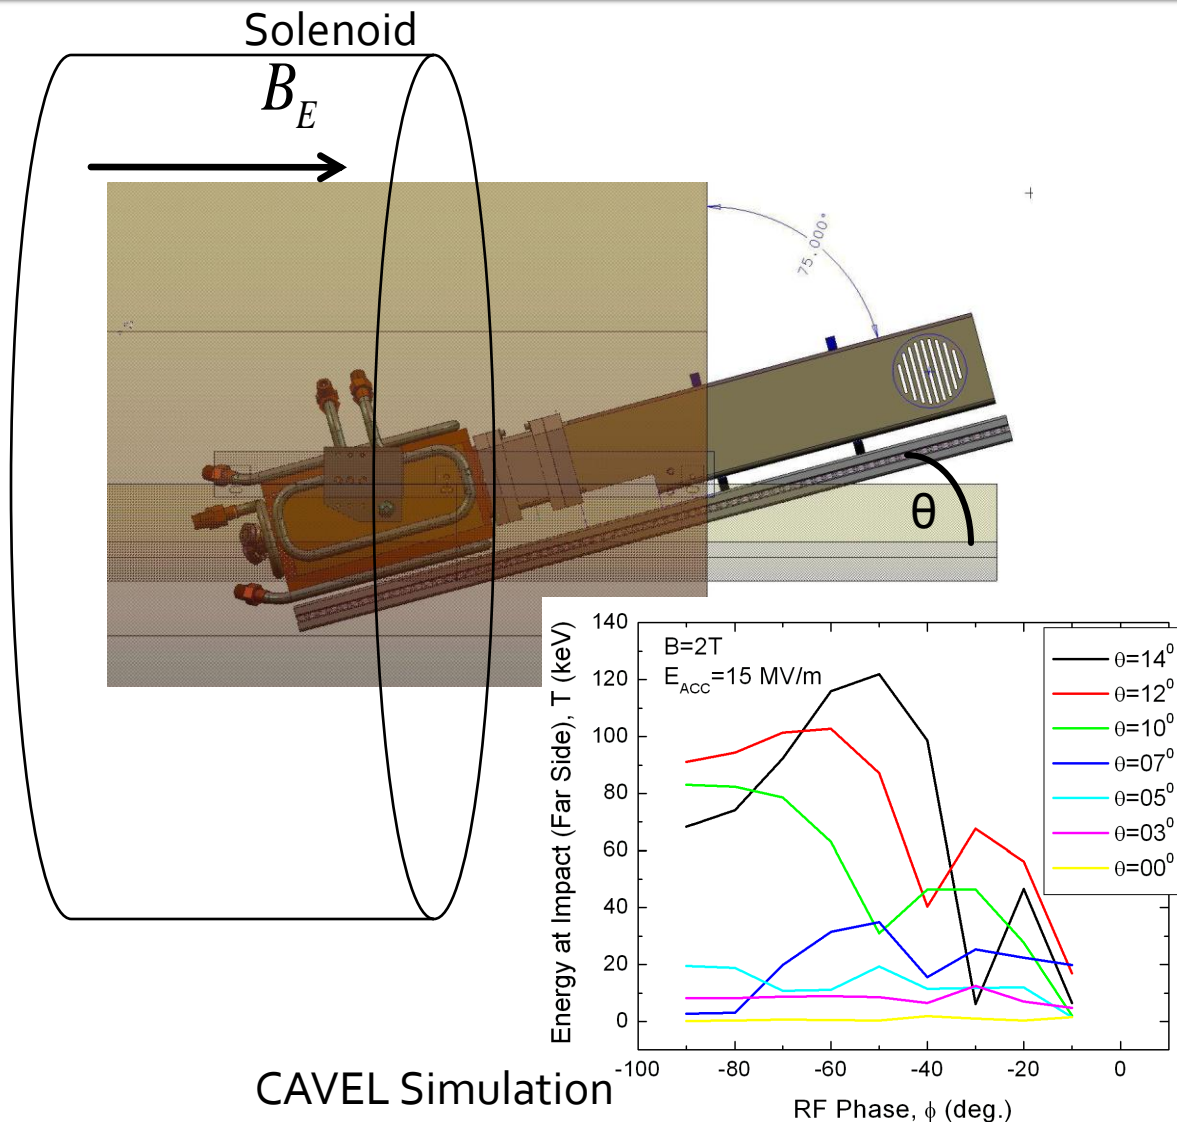 Solenoid
B_E
75.000°
θ
B=2T
E_ACC=15 MV/m
Energy at Impact (Far Side), T (keV)
140
120
100
80
60
40
20
0
-100
-80
-60
-40
-20
0
RF Phase, ϕ (deg.)
θ=14⁰
θ=12⁰
θ=10⁰
θ=07⁰
θ=05⁰
θ=03⁰
θ=00⁰
CAVEL Simulation